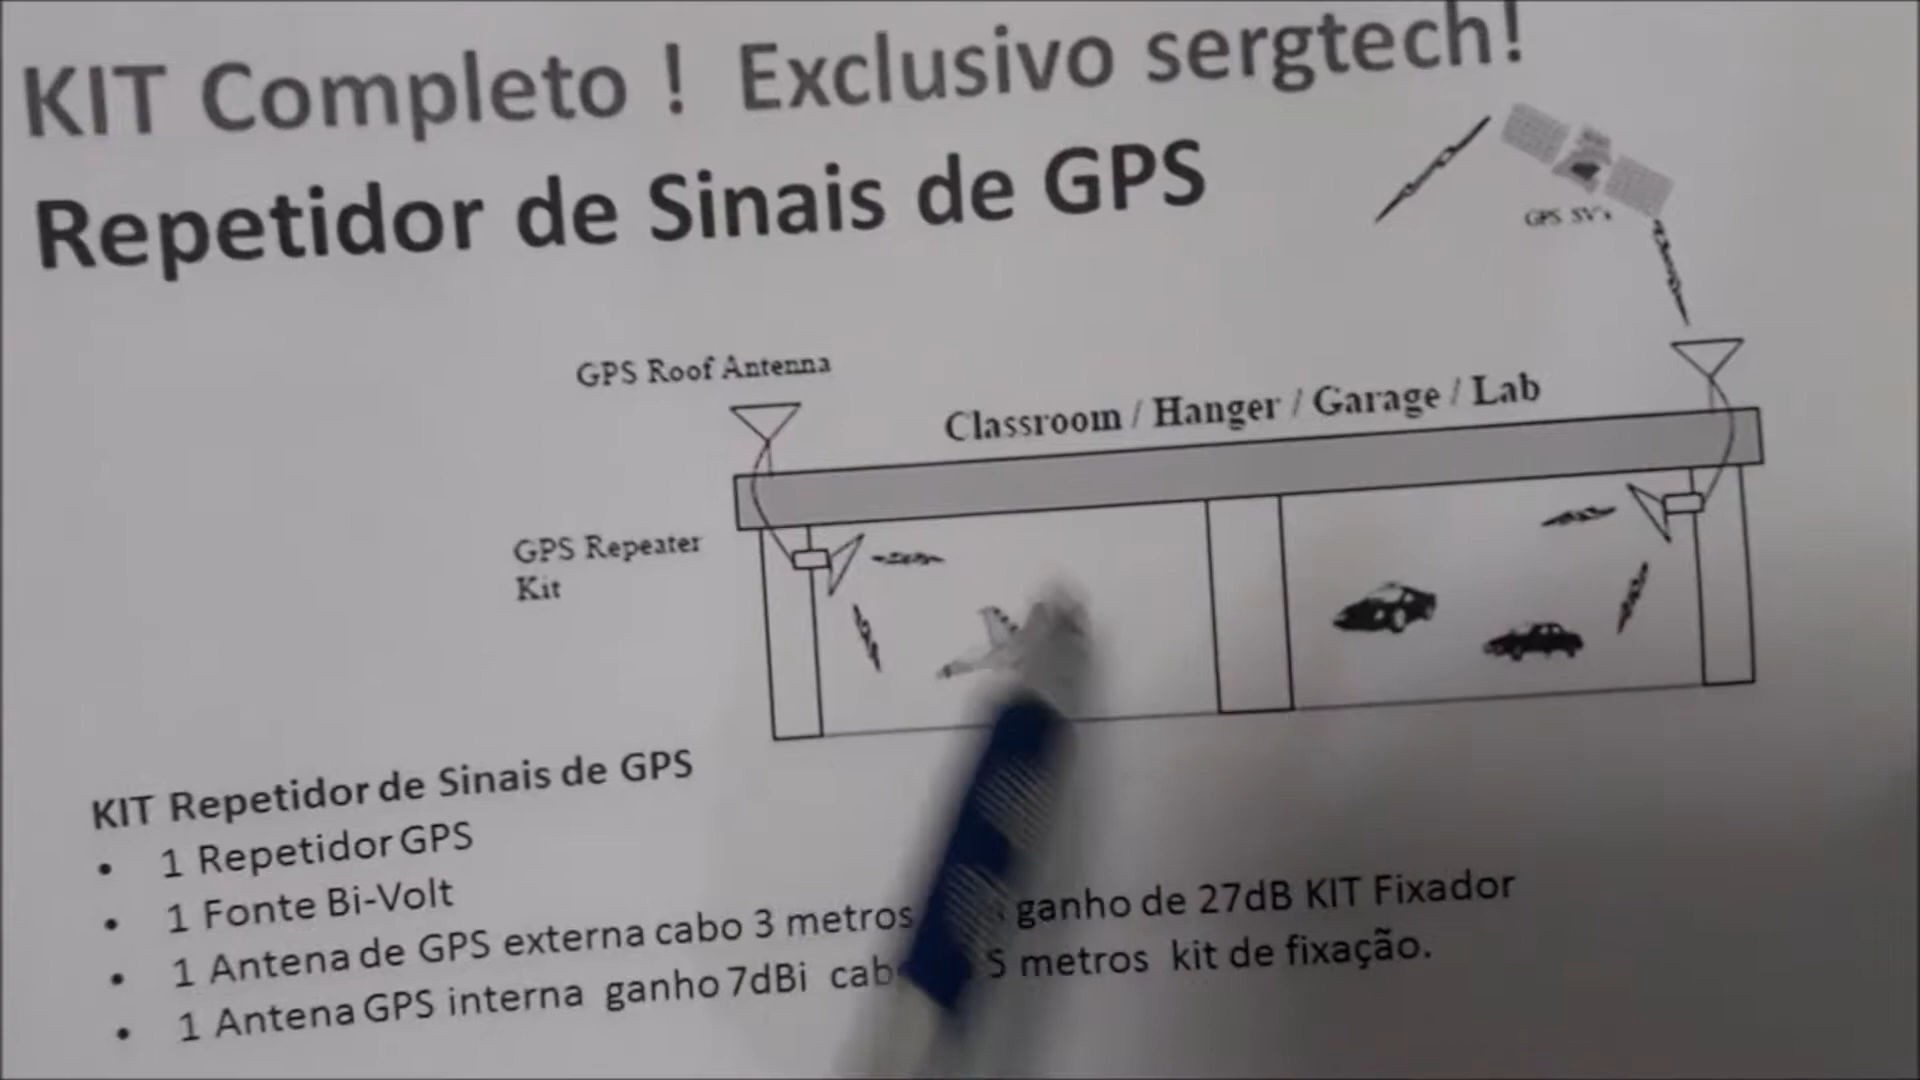 KIT Completo ! Exclusivo sergtech!
Repetidor de Sinais de GPS
GPS SV's
GPS Roof Antenna
Classroom / Hanger / Garage / Lab
GPS Repeater
Kit
KIT Repetidor de Sinais de GPS
• 1 Repetidor GPS
• 1 Fonte Bi-Volt
• 1 Antena de GPS externa cabo 3 metros ganho de 27dB KIT Fixador
• 1 Antena GPS interna ganho 7dBi 5 metros kit de fixação.